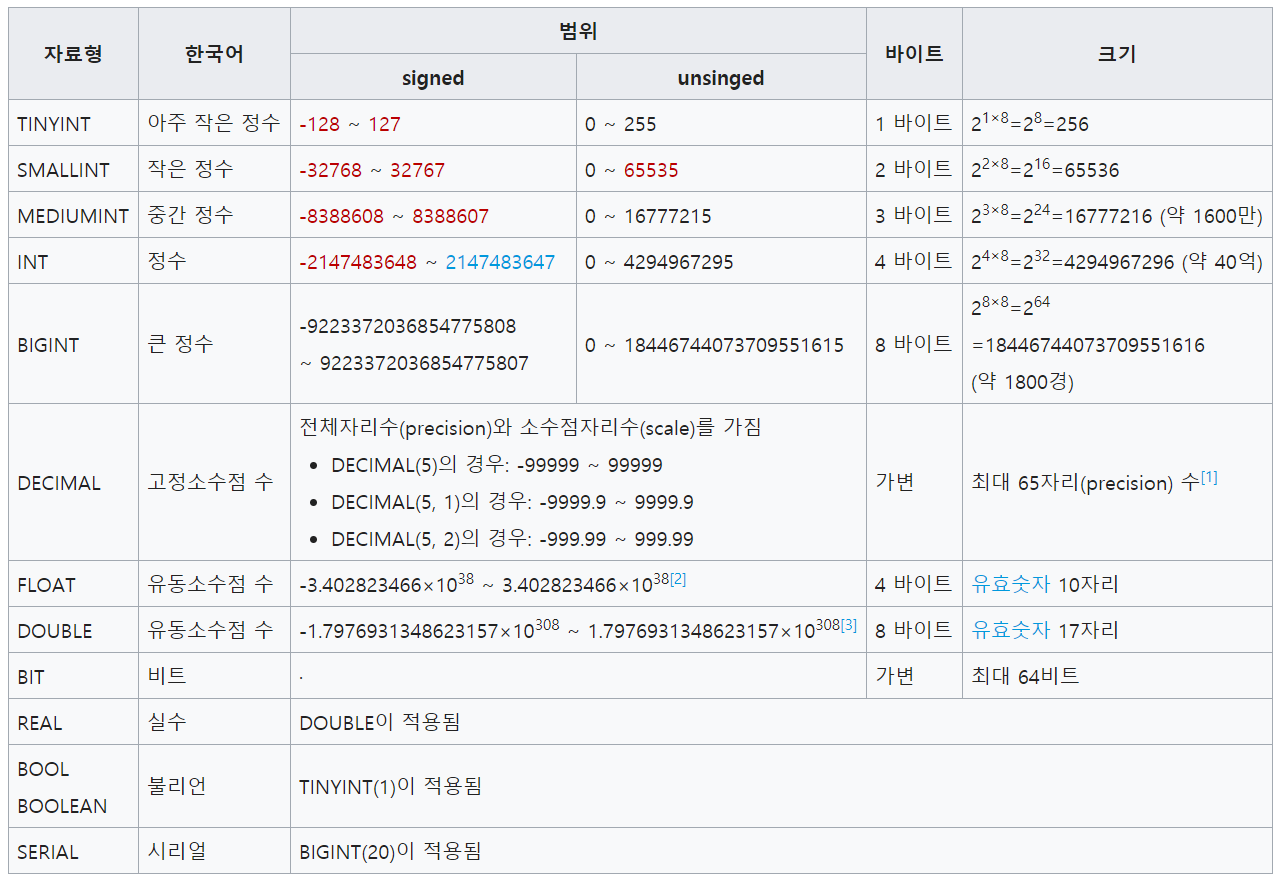 자료형 한국어 범위 바이트 크기
signed unsinged
TINYINT 아주 작은 정수 -128 ~ 127 0 ~ 255 1 바이트 2^1×8=2^8=256
SMALLINT 작은 정수 -32768 ~ 32767 0 ~ 65535 2 바이트 2^2×8=2^16=65536
MEDIUMINT 중간 정수 -8388608 ~ 8388607 0 ~ 16777215 3 바이트 2^3×8=2^24=16777216 (약 1600만)
INT 정수 -2147483648 ~ 2147483647 0 ~ 4294967295 4 바이트 2^4×8=2^32=4294967296 (약 40억)
BIGINT 큰 정수 -9223372036854775808
~ 9223372036854775807 0 ~ 18446744073709551615 8 바이트 2^8×8=2^64
=18446744073709551616
(약 1800경)
DECIMAL 고정소수점 수 전체자리수(precision)와 소수점자리수(scale)를 가짐
• DECIMAL(5)의 경우: -99999 ~ 99999
• DECIMAL(5, 1)의 경우: -9999.9 ~ 9999.9
• DECIMAL(5, 2)의 경우: -999.99 ~ 999.99
가변 최대 65자리(precision) 수[1]
FLOAT 유동소수점 수 -3.402823466×10^38 ~ 3.402823466×10^38[2] 4 바이트 유효숫자 10자리
DOUBLE 유동소수점 수 -1.7976931348623157×10^308 ~ 1.7976931348623157×10^308[3] 8 바이트 유효숫자 17자리
BIT 비트 · 가변 최대 64비트
REAL 실수 DOUBLE이 적용됨
BOOL
BOOLEAN 불리언 TINYINT(1)이 적용됨
SERIAL 시리얼 BIGINT(20)이 적용됨